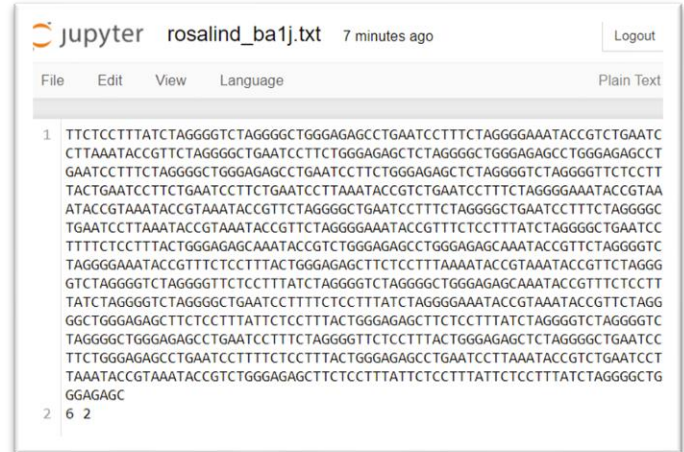 jupyter rosalind_ba1j.txt 7 minutes ago Logout
File Edit View Language Plain Text
1 TTCTCCTTTATCTAGGGGTCTAGGGGCTGGGAGAGCCTGAATCCTTTCTAGGGGAAATACCGTCTGAATC
CTTAAATACCGTTCTAGGGGCTGAATCCTTCTGGGAGAGCTCTAGGGGCTGGGAGAGCCTGGGAGAGCCT
GAATCCTTTCTAGGGGCTGGGAGAGCCTGAATCCTTCTGGGAGAGCTCTAGGGGTCTAGGGGTTCTCCTT
TACTGAATCCTTCTGAATCCTTCTGAATCCTTAAATACCGTCTGAATCCTTTCTAGGGGAAATACCGTAA
ATACCGTAAATACCGTAAATACCGTTCTAGGGGCTGAATCCTTTCTAGGGGCTGAATCCTTTCTAGGGGC
TGAATCCTTAAATACCGTAAATACCGTTCTAGGGGAAATACCGTTTCTCCTTTATCTAGGGGCTGAATCC
TTTTCTCCTTTACTGGGAGAGCAAATACCGTCTGGGAGAGCCTGGGAGAGCAAATACCGTTCTAGGGGTC
TAGGGGAAATACCGTTTCTCCTTTACTGGGAGAGCTTCTCCTTTAAAATACCGTAAATACCGTTCTAGGG
GTCTAGGGGTCTAGGGGTTCTCCTTTATCTAGGGGTCTAGGGGCTGGGAGAGCAAATACCGTTTCTCCTT
TATCTAGGGGTCTAGGGGCTGAATCCTTTTCTCCTTTATCTAGGGGAAATACCGTAAATACCGTTCTAGG
GGCTGGGAGAGCTTCTCCTTTATTCTCCTTTACTGGGAGAGCTTCTCCTTTATCTAGGGGTCTAGGGGTC
TAGGGGCTGGGAGAGCCTGAATCCTTTCTAGGGGTTCTCCTTTACTGGGAGAGCTCTAGGGGCTGAATCC
TTCTGGGAGAGCCTGAATCCTTTTCTCCTTTACTGGGAGAGCCTGAATCCTTAAATACCGTCTGAATCCT
TAAATACCGTAAATACCGTCTGGGAGAGCTTCTCCTTTATTCTCCTTTATTCTCCTTTATCTAGGGGCTG
GGAGAGC
2 6 2